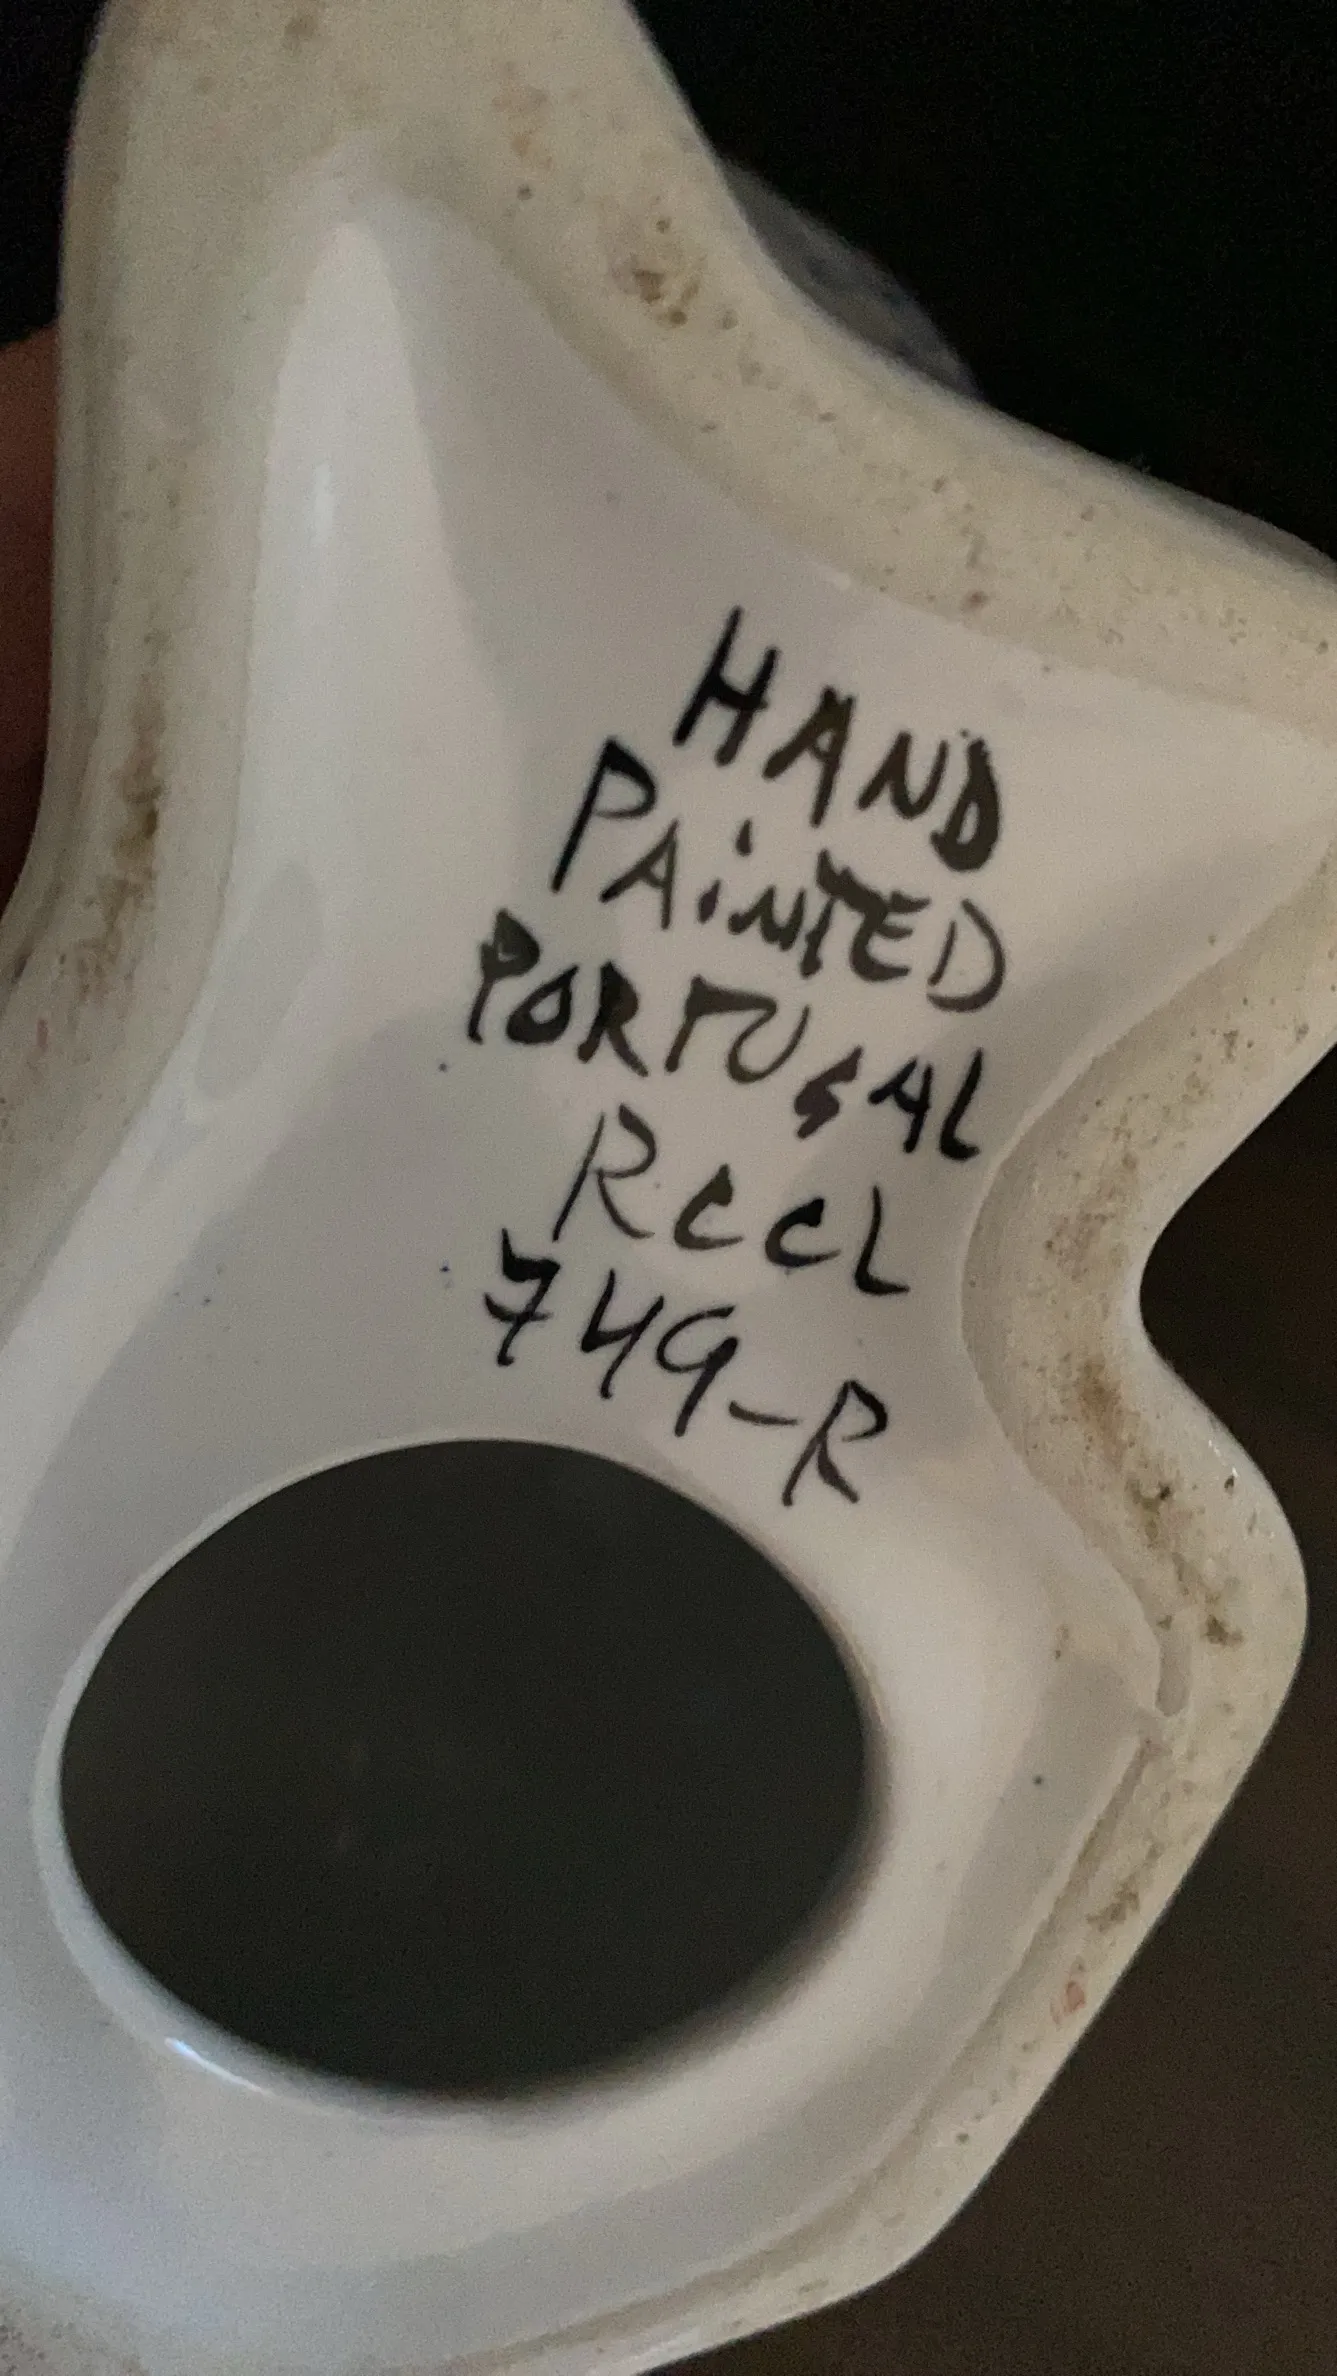 HAND
PAiNTED
PORTUGAL
RCCL
749-R